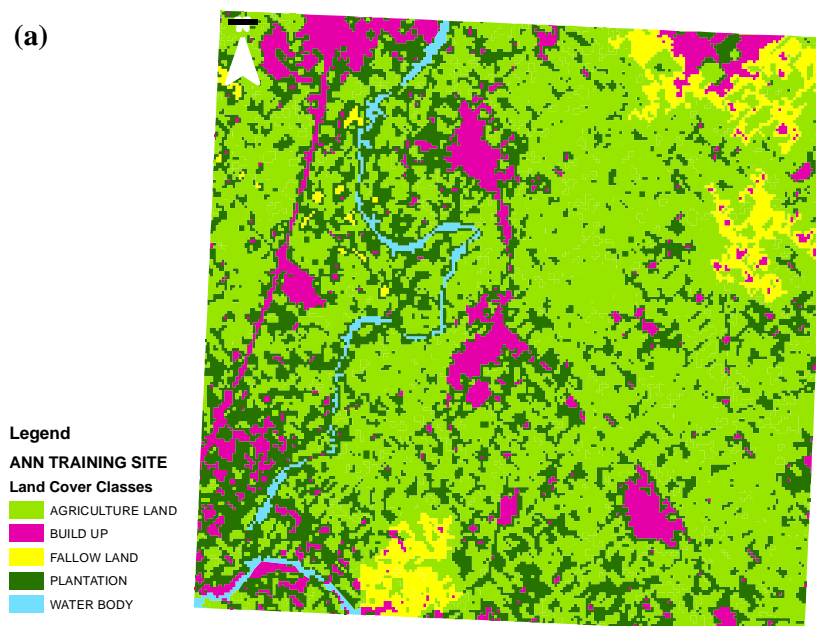 (a)
Legend
ANN TRAINING SITE
Land Cover Classes
AGRICULTURE LAND
BUILD UP
FALLOW LAND
PLANTATION
WATER BODY